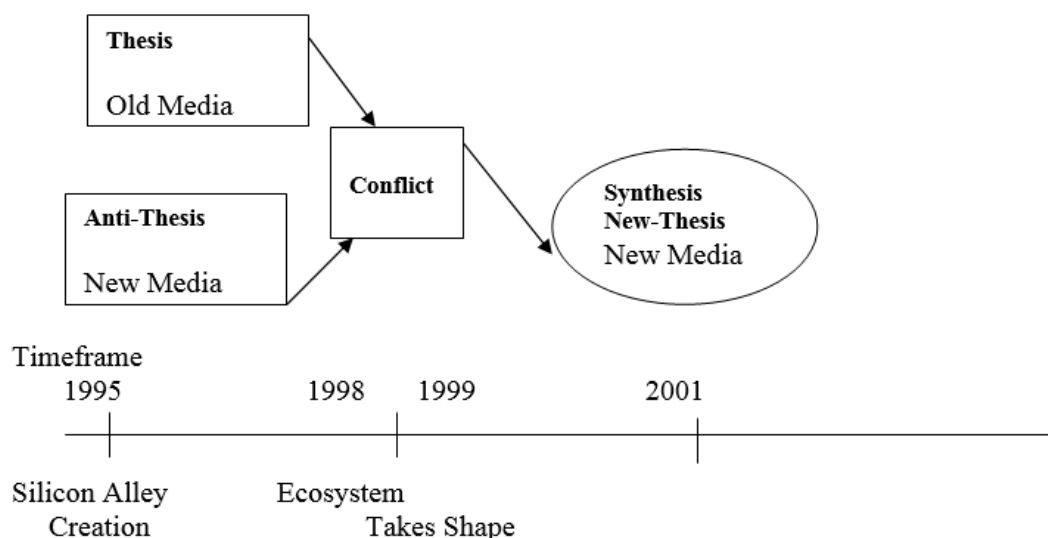 Thesis
Old Media
Anti-Thesis
New Media
Conflict
Synthesis
New-Thesis
New Media
Timeframe
1995 1998 1999 2001
Silicon Alley
Creation
Ecosystem
Takes Shape